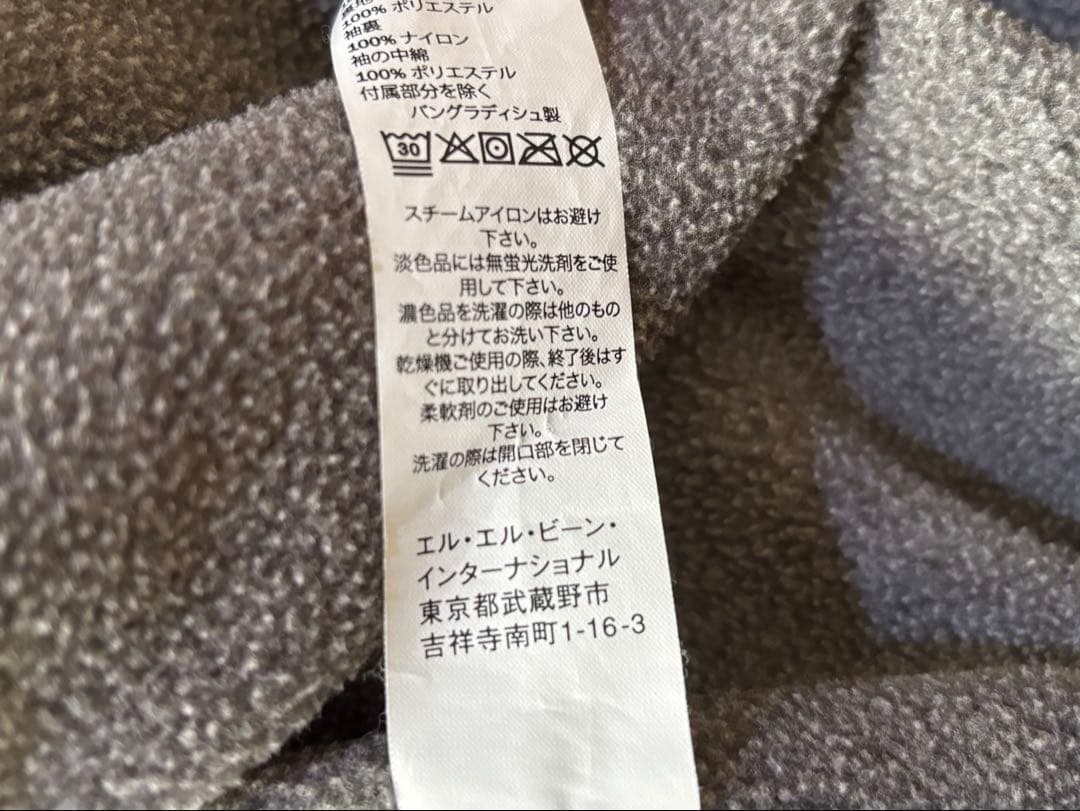 100% ポリエステル
袖裏
100% ナイロン
袖の中綿
100% ポリエステル
付属部分を除く
バングラディシュ製
30
スチームアイロンはお避け
下さい。
淡色品には無蛍光洗剤をご使
用して下さい。
濃色品を洗濯の際は他のもの
と分けてお洗い下さい。
乾燥機ご使用の際、終了後はす
ぐに取り出してください。
柔軟剤のご使用はお避け
下さい。
洗濯の際は開口部を閉じて
ください。
エル・エル・ビーン・
インターナショナル
東京都武蔵野市
吉祥寺南町1-16-3